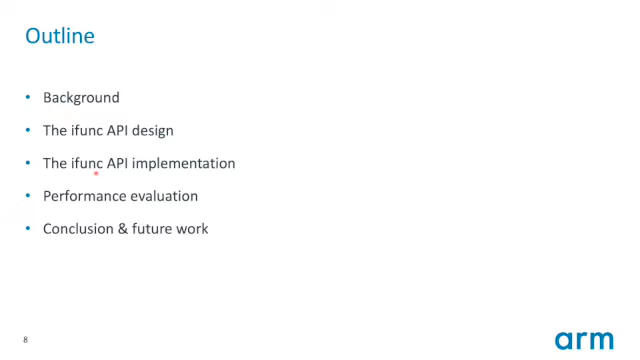 Outline
• Background
• The ifunc API design
• The ifunc API implementation
• Performance evaluation
• Conclusion & future work
8
arm